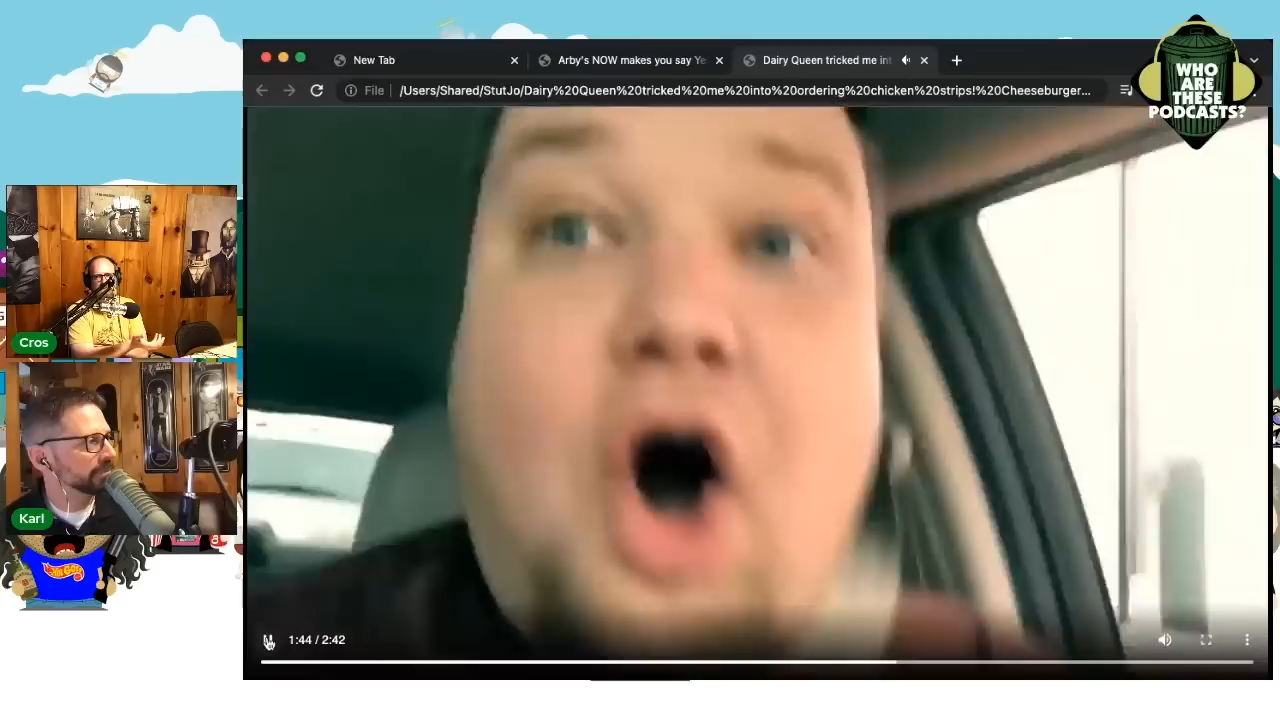 New Tab
Arby's NOW makes you say Ye
Dairy Queen tricked me int
File
/Users/Shared/StutJo/Dairy%20Queen%20tricked%20me%20into%20ordering%20chicken%20strips!%20Cheeseburger...
WHO
ARE
THESE
PODCASTS?
Cros
Karl
1:44 / 2:42